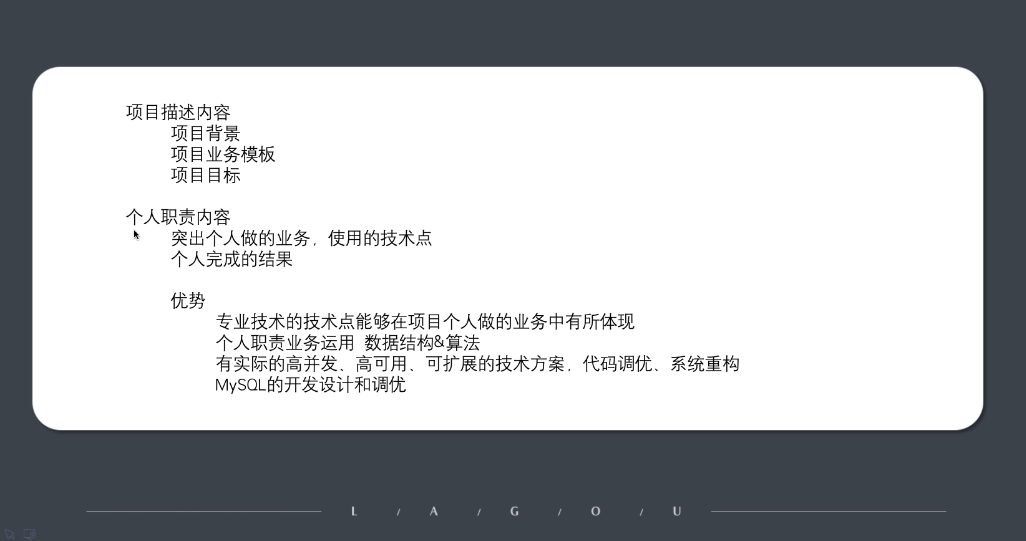 项目描述内容
项目背景
项目业务模板
项目目标
个人职责内容
突出个人做的业务，使用的技术点
个人完成的结果
优势
专业技术的技术点能够在项目个人做的业务中有所体现
个人职责业务运用 数据结构&算法
有实际的高并发、高可用、可扩展的技术方案，代码调优、系统重构
MySQL的开发设计和调优
L / A / G / O / U